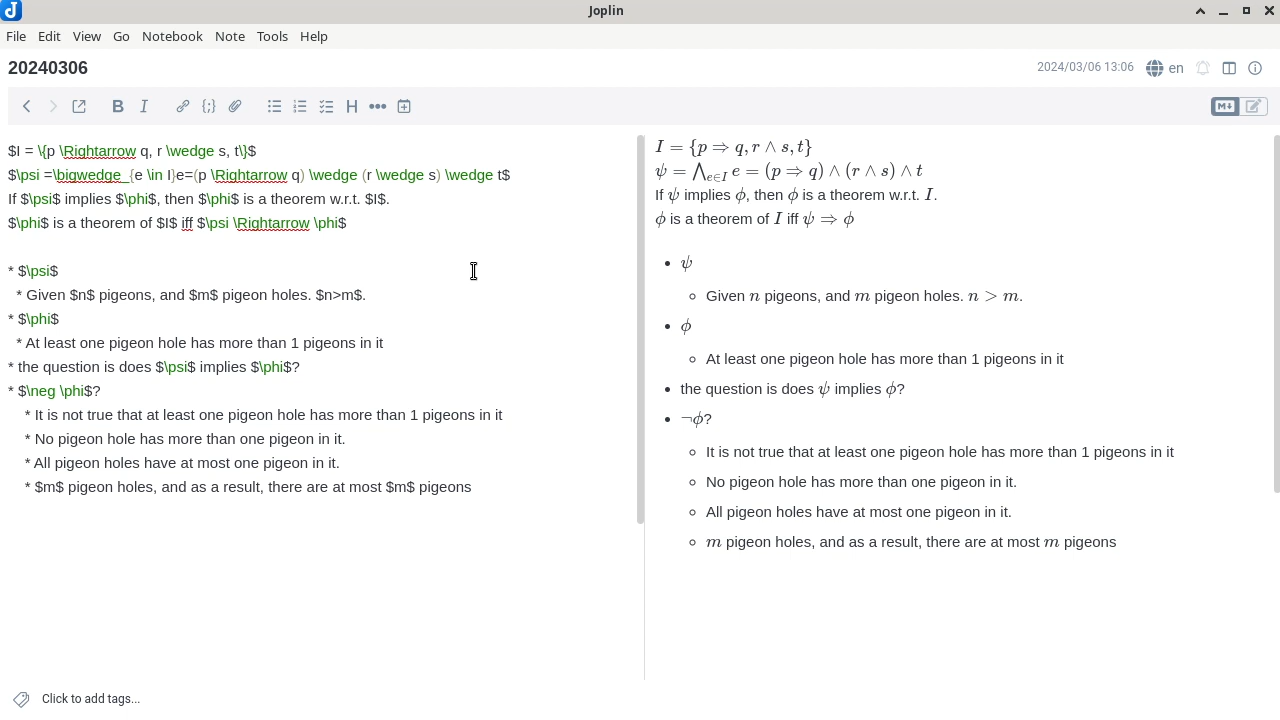 Joplin
File Edit View Go Notebook Note Tools Help
20240306
2024/03/06 13:06 en
$I = \{p \Rightarrow q, r \wedge s, t\}$
$\psi =\bigwedge_{e \in I}e=(p \Rightarrow q) \wedge (r \wedge s) \wedge t$
If $\psi$ implies $\phi$, then $\phi$ is a theorem w.r.t. $I$.
$\phi$ is a theorem of $I$ iff $\psi \Rightarrow \phi$
* $\psi$
* Given $n$ pigeons, and $m$ pigeon holes. $n>m$.
* $\phi$
* At least one pigeon hole has more than 1 pigeons in it
* the question is does $\psi$ implies $\phi$?
* $\neg \phi$?
* It is not true that at least one pigeon hole has more than 1 pigeons in it
* No pigeon hole has more than one pigeon in it.
* All pigeon holes have at most one pigeon in it.
* $m$ pigeon holes, and as a result, there are at most $m$ pigeons
I = {p ⇒ q, r ∧ s, t}
ψ = ⋀e∈I e = (p ⇒ q) ∧ (r ∧ s) ∧ t
If ψ implies ϕ, then ϕ is a theorem w.r.t. I.
ϕ is a theorem of I iff ψ ⇒ ϕ
• ψ
◦ Given n pigeons, and m pigeon holes. n > m.
• ϕ
◦ At least one pigeon hole has more than 1 pigeons in it
• the question is does ψ implies ϕ?
• ¬ϕ?
◦ It is not true that at least one pigeon hole has more than 1 pigeons in it
◦ No pigeon hole has more than one pigeon in it.
◦ All pigeon holes have at most one pigeon in it.
◦ m pigeon holes, and as a result, there are at most m pigeons
Click to add tags...